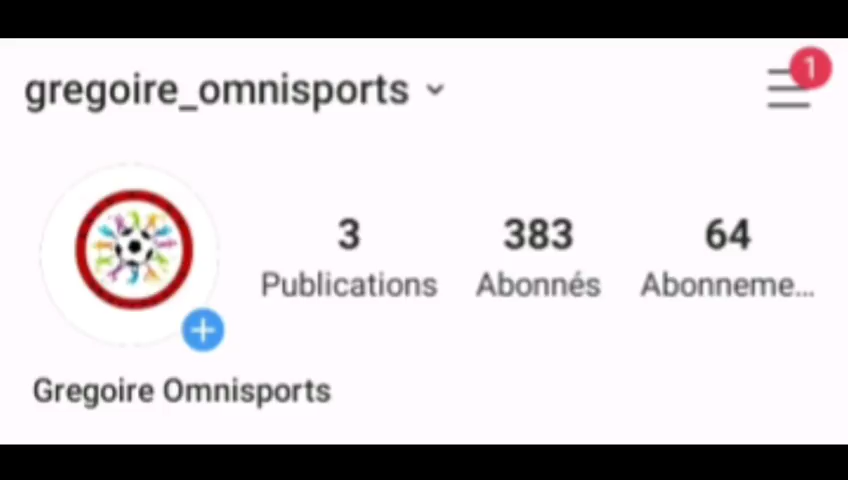 gregoire_omnisports
1
3 383 64
Publications Abonnés Abonneme...
Gregoire Omnisports